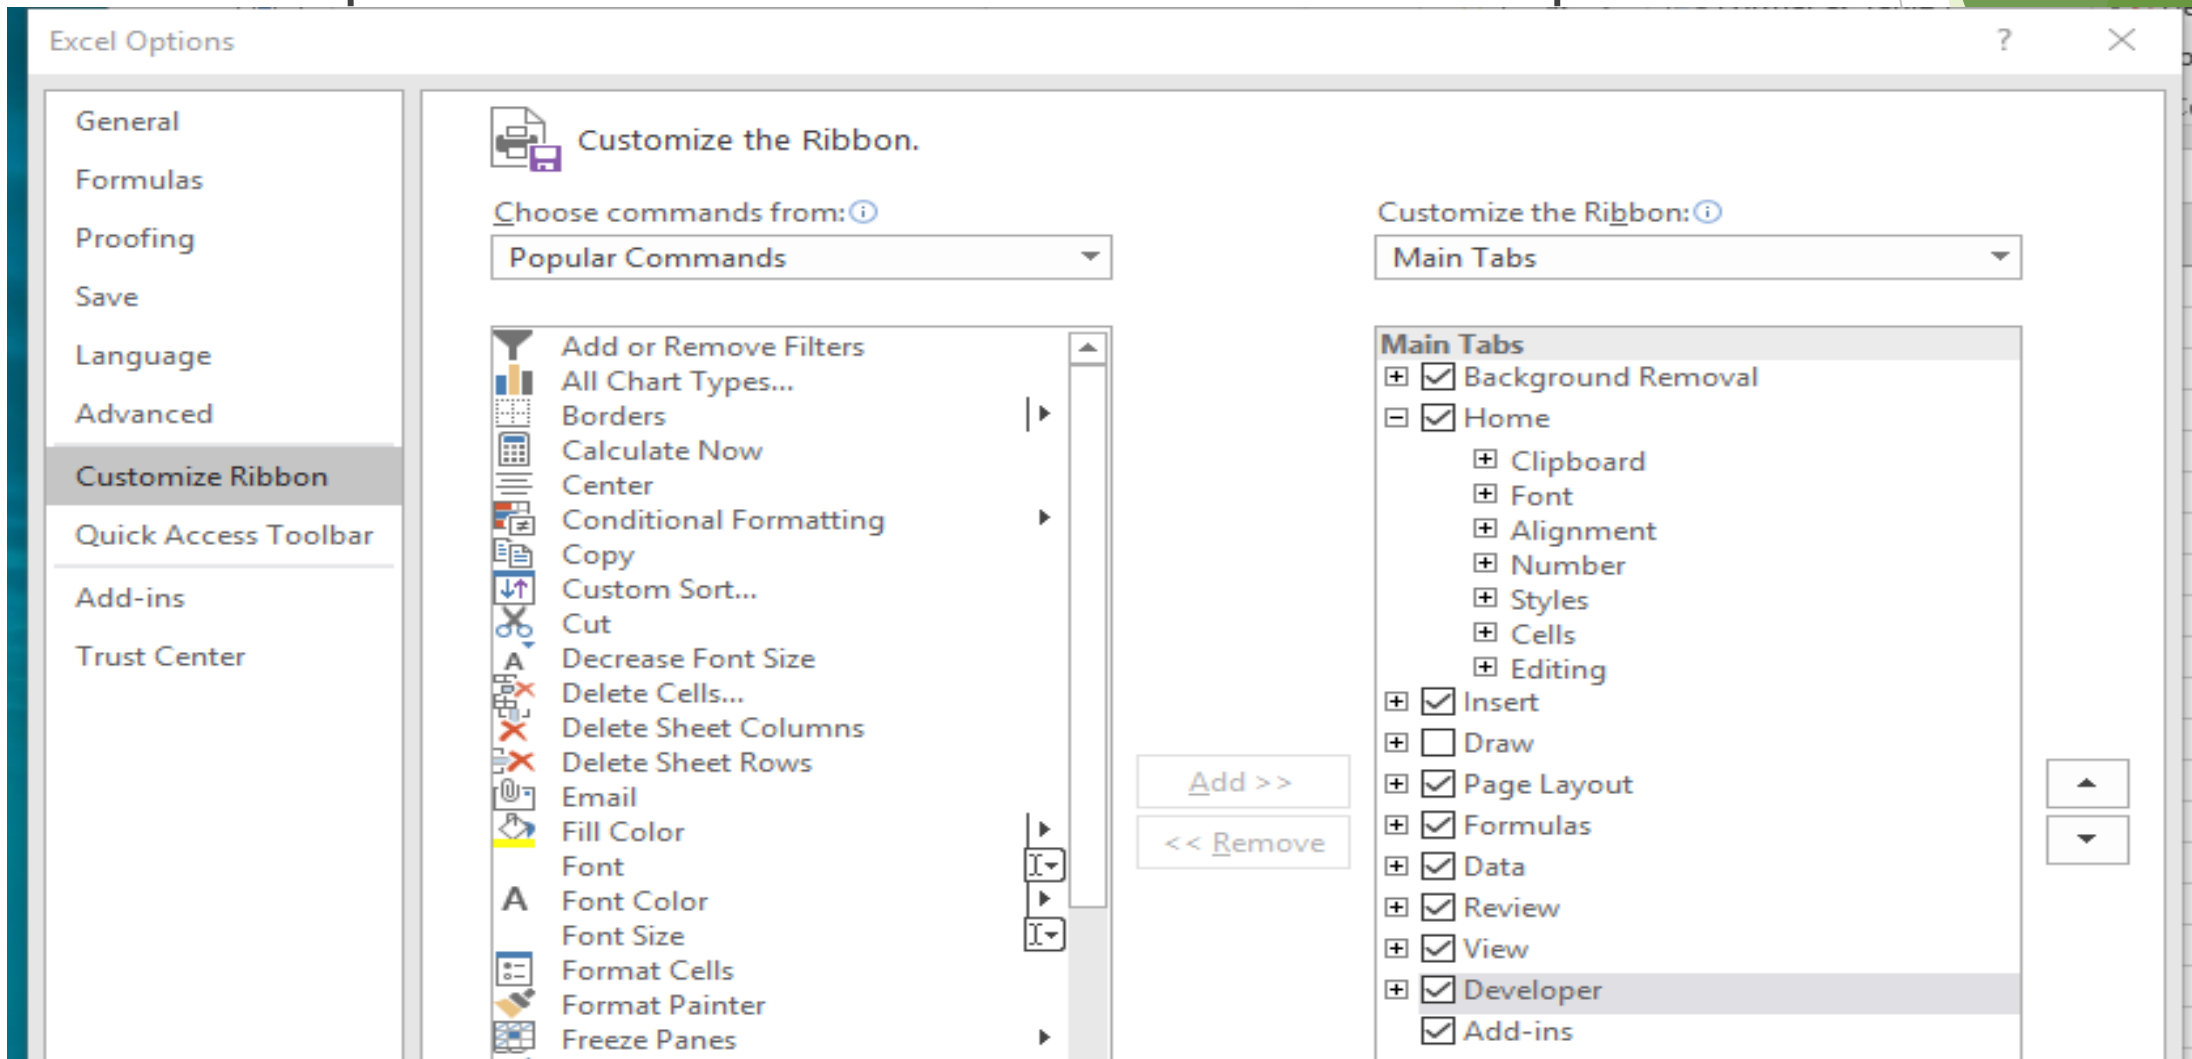 Excel Options
?
General
Formulas
Proofing
Save
Language
Advanced
Customize Ribbon
Quick Access Toolbar
Add-ins
Trust Center
Customize the Ribbon.
Choose commands from:
Popular Commands
Add or Remove Filters
All Chart Types...
Borders
Calculate Now
Center
Conditional Formatting
Copy
Custom Sort...
Cut
Decrease Font Size
Delete Cells...
Delete Sheet Columns
Delete Sheet Rows
Email
Fill Color
Font
Font Color
Font Size
Format Cells
Format Painter
Freeze Panes
Add >>
<< Remove
Customize the Ribbon:
Main Tabs
Main Tabs
Background Removal
Home
Clipboard
Font
Alignment
Number
Styles
Cells
Editing
Insert
Draw
Page Layout
Formulas
Data
Review
View
Developer
Add-ins